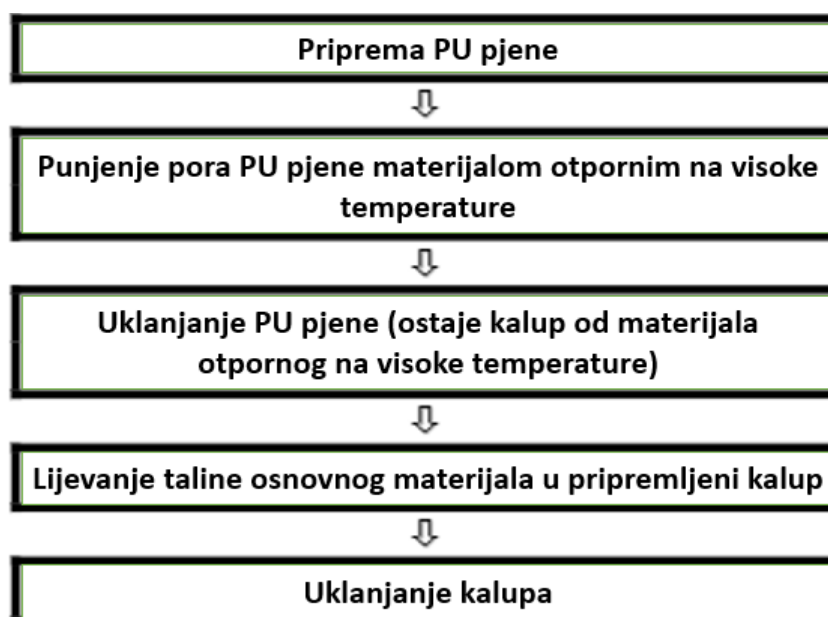 Priprema PU pjene
Punjenje pora PU pjene materijalom otpornim na visoke
temperature
Uklanjanje PU pjene (ostaje kalup od materijala
otpornog na visoke temperature)
Lijevanje taline osnovnog materijala u pripremljeni kalup
Uklanjanje kalupa